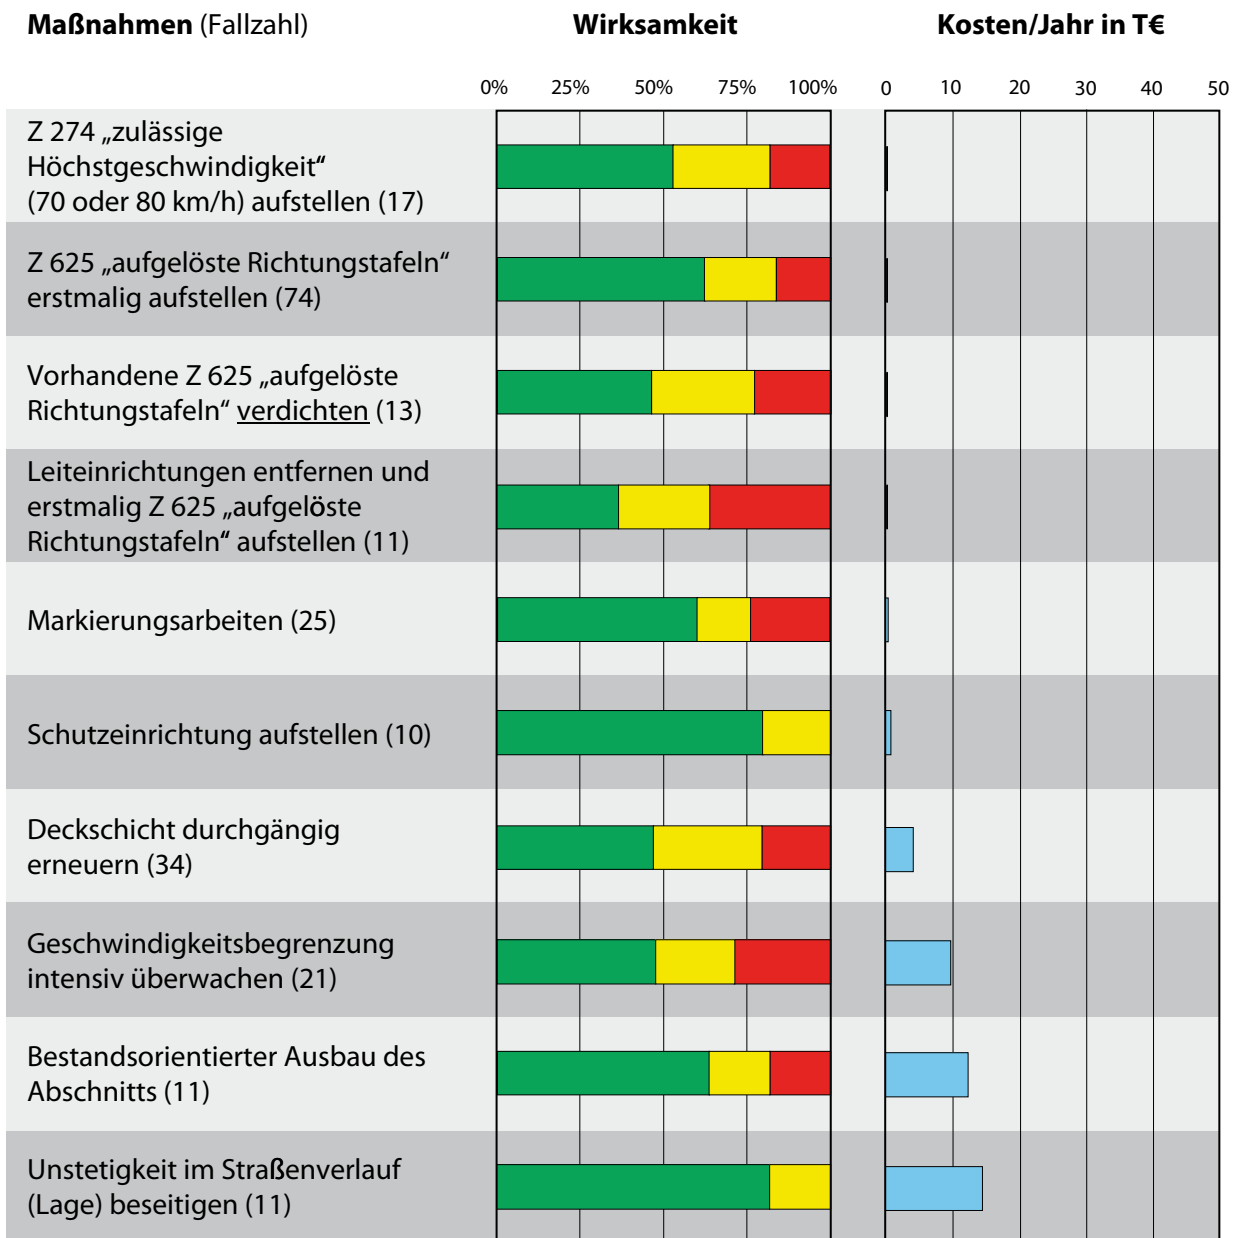 Maßnahmen (Fallzahl) Wirksamkeit Kosten/Jahr in T€
0% 25% 50% 75% 100% 0 10 20 30 40 50
Z 274 „zulässige
Höchstgeschwindigkeit“
(70 oder 80 km/h) aufstellen (17)
Z 625 „aufgelöste Richtungstafeln“
erstmalig aufstellen (74)
Vorhandene Z 625 „aufgelöste
Richtungstafeln“ verdichten (13)
Leiteinrichtungen entfernen und
erstmalig Z 625 „aufgelöste
Richtungstafeln“ aufstellen (11)
Markierungsarbeiten (25)
Schutzeinrichtung aufstellen (10)
Deckschicht durchgängig
erneuern (34)
Geschwindigkeitsbegrenzung
intensiv überwachen (21)
Bestandsorientierter Ausbau des
Abschnitts (11)
Unstetigkeit im Straßenverlauf
(Lage) beseitigen (11)